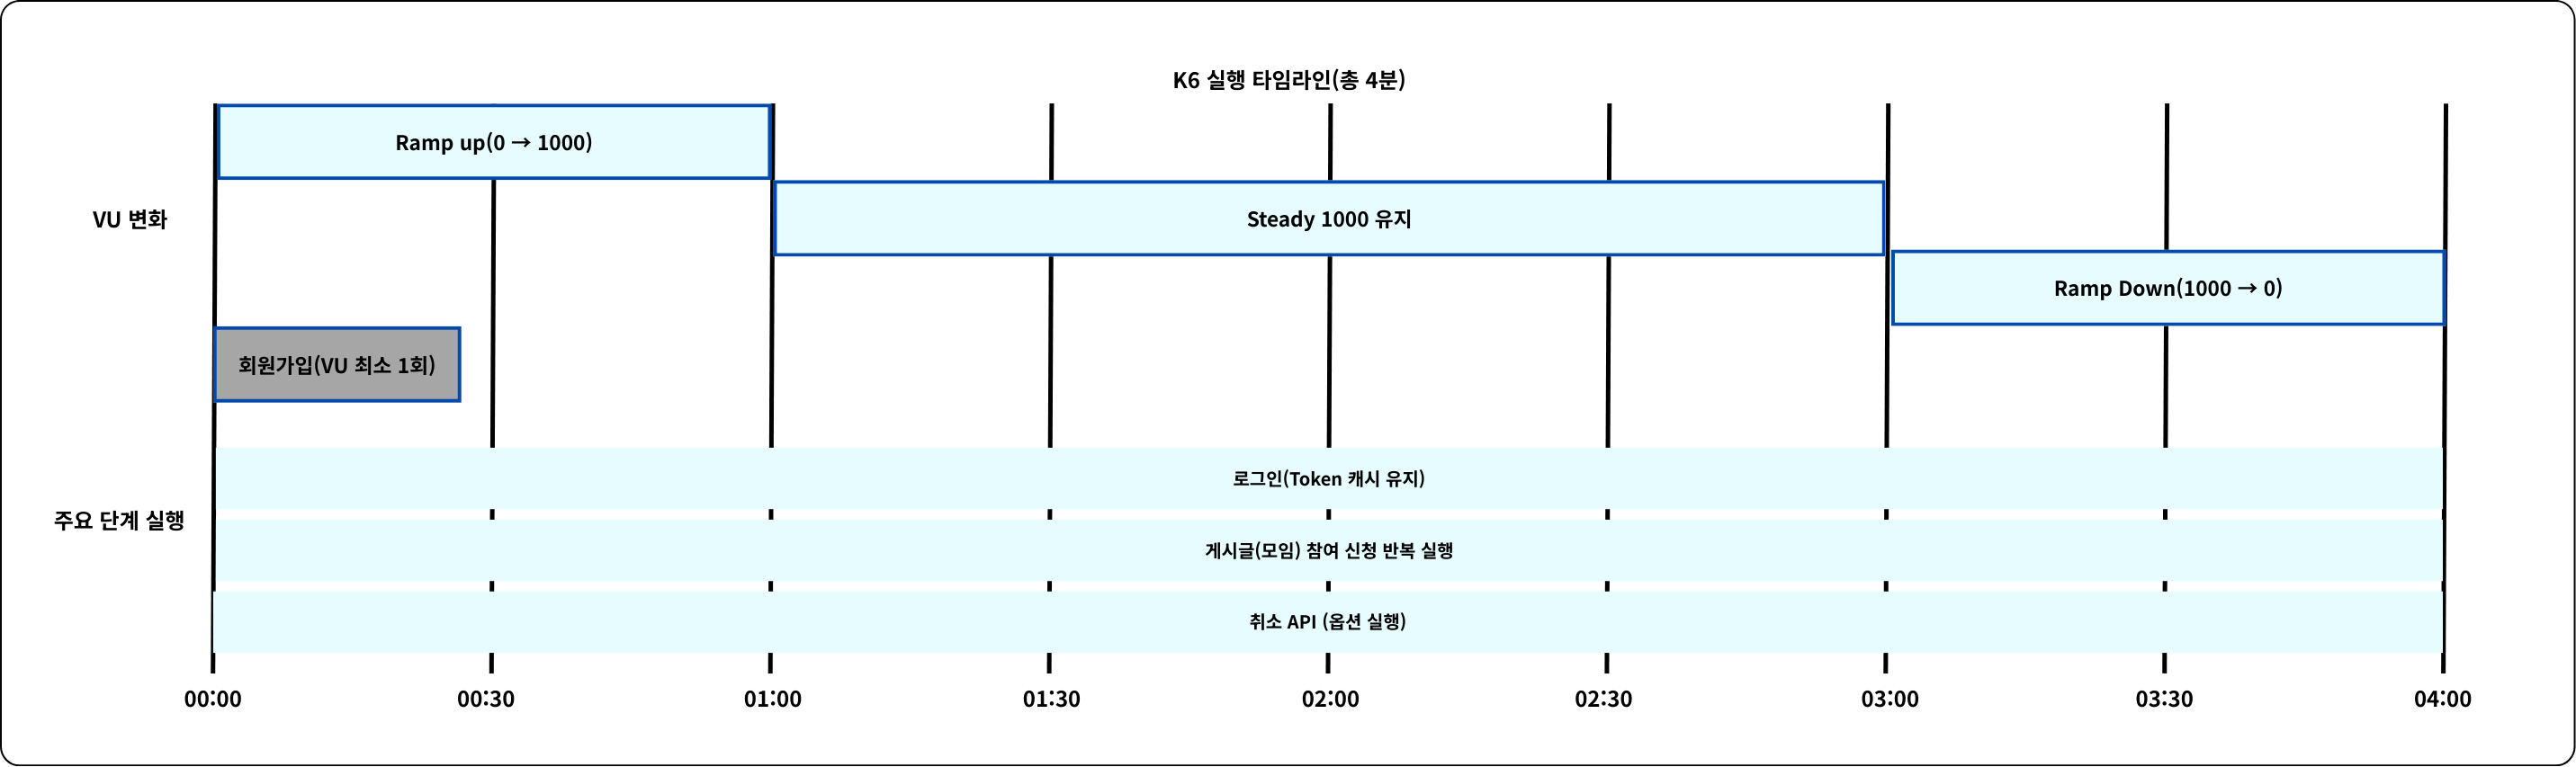 K6 실행 타임라인(총 4분)
Ramp up(0 → 1000)
VU 변화
Steady 1000 유지
Ramp Down(1000 → 0)
회원가입(VU 최소 1회)
로그인(Token 캐시 유지)
주요 단계 실행
게시글(모임) 참여 신청 반복 실행
취소 API (옵션 실행)
00:00 00:30 01:00 01:30 02:00 02:30 03:00 03:30 04:00